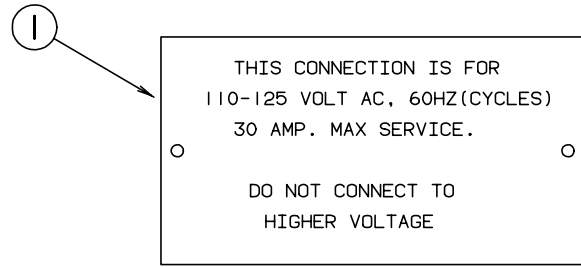 1
THIS CONNECTION IS FOR
110-125 VOLT AC, 60HZ(CYCLES)
30 AMP. MAX SERVICE.
DO NOT CONNECT TO
HIGHER VOLTAGE